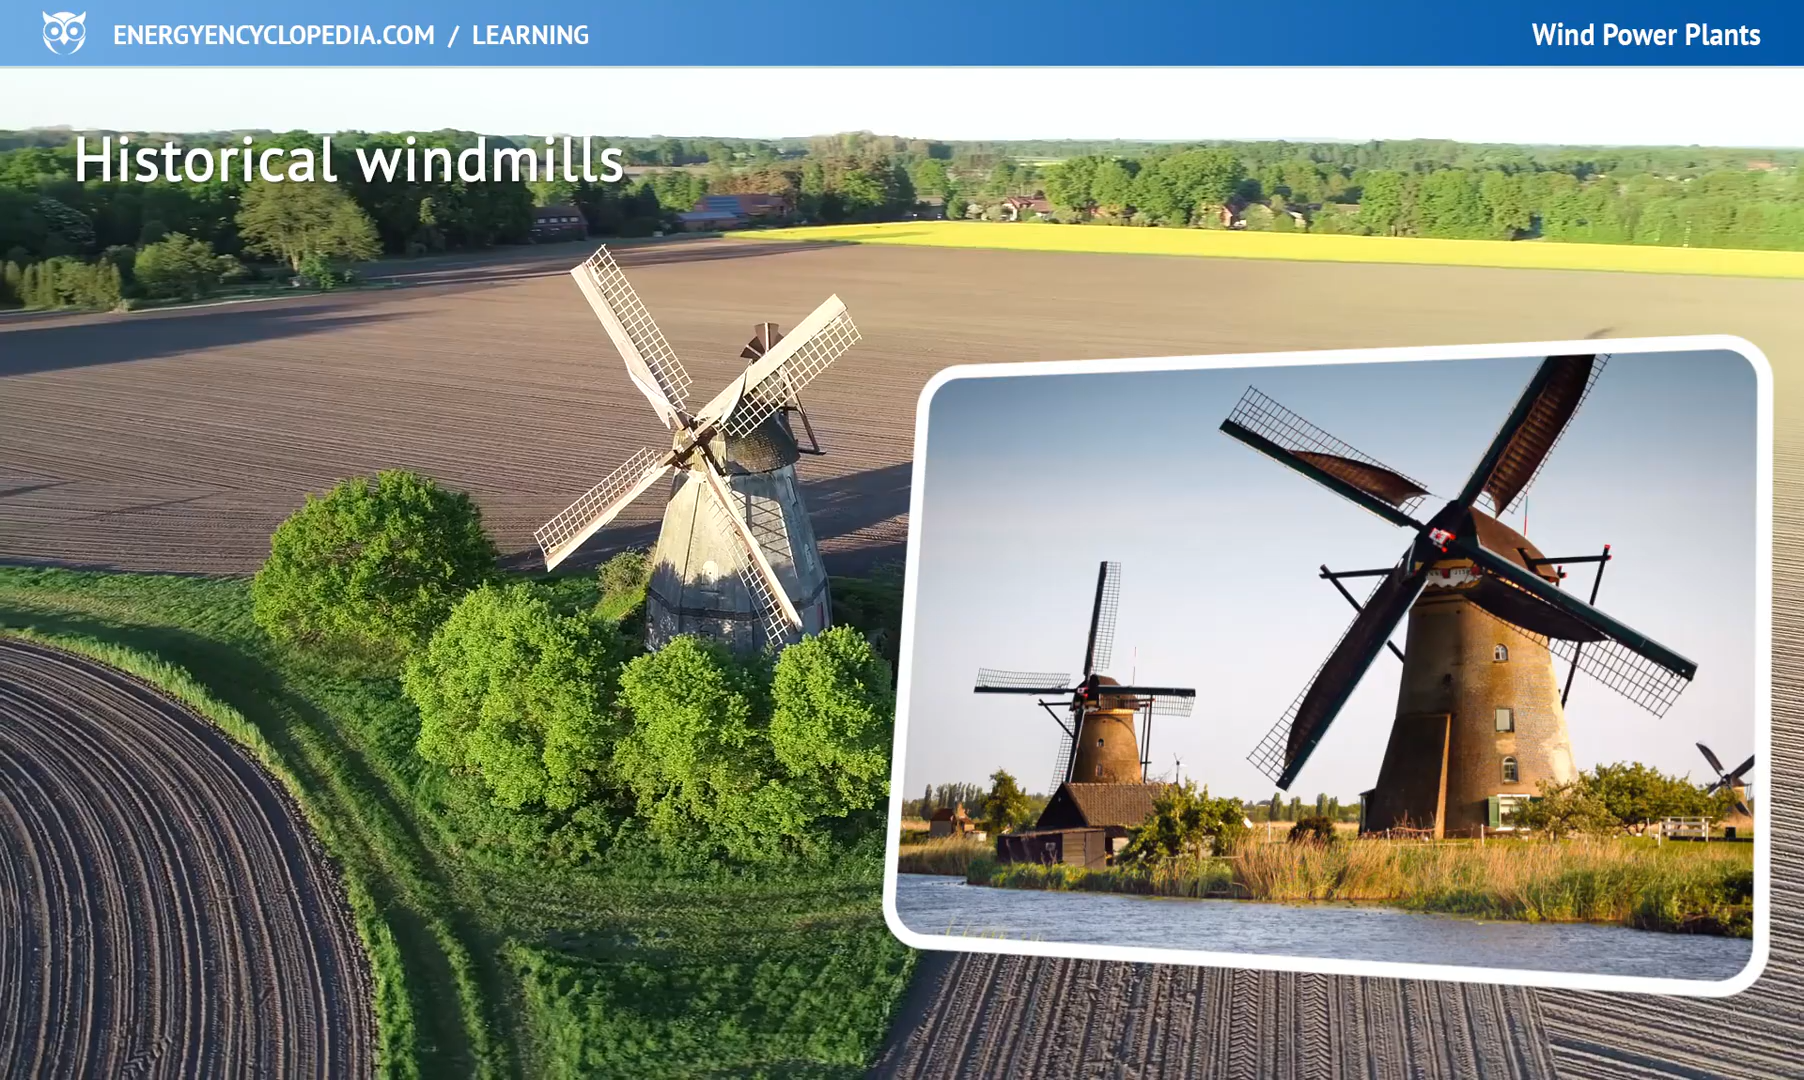 ENERGYENCYCLOPEDIA.COM / LEARNING
Wind Power Plants
Historical windmills